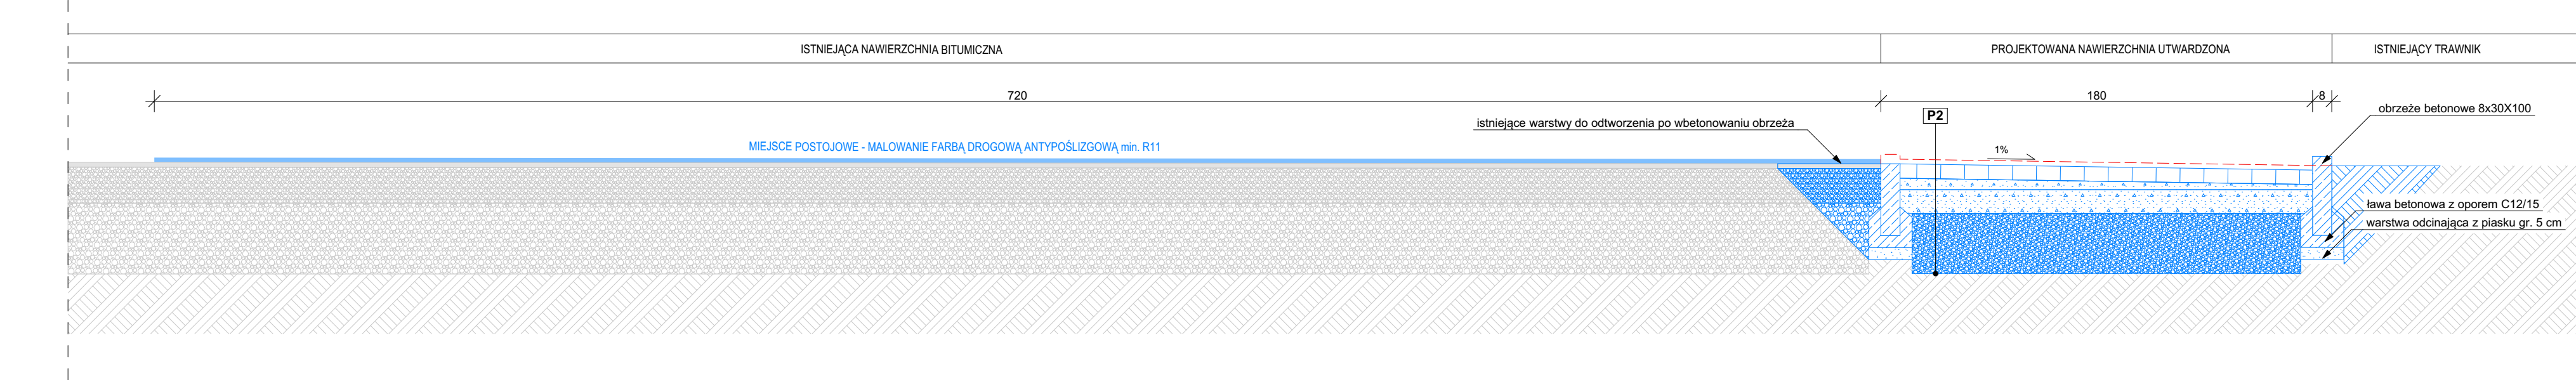 ISTNIEJĄCA NAWIERZCHNIA BITUMICZNA
PROJEKTOWANA NAWIERZCHNIA UTWARDZONA
ISTNIEJĄCY TRAWNIK
720
180
8
obrzeże betonowe 8x30X100
P2
istniejące warstwy do odtworzenia po wbetonowaniu obrzeża
MIEJSCE POSTOJOWE - MALOWANIE FARBĄ DROGOWĄ ANTYPOŚLIZGOWĄ min. R11
1%
ława betonowa z oporem C12/15
warstwa odcinająca z piasku gr. 5 cm